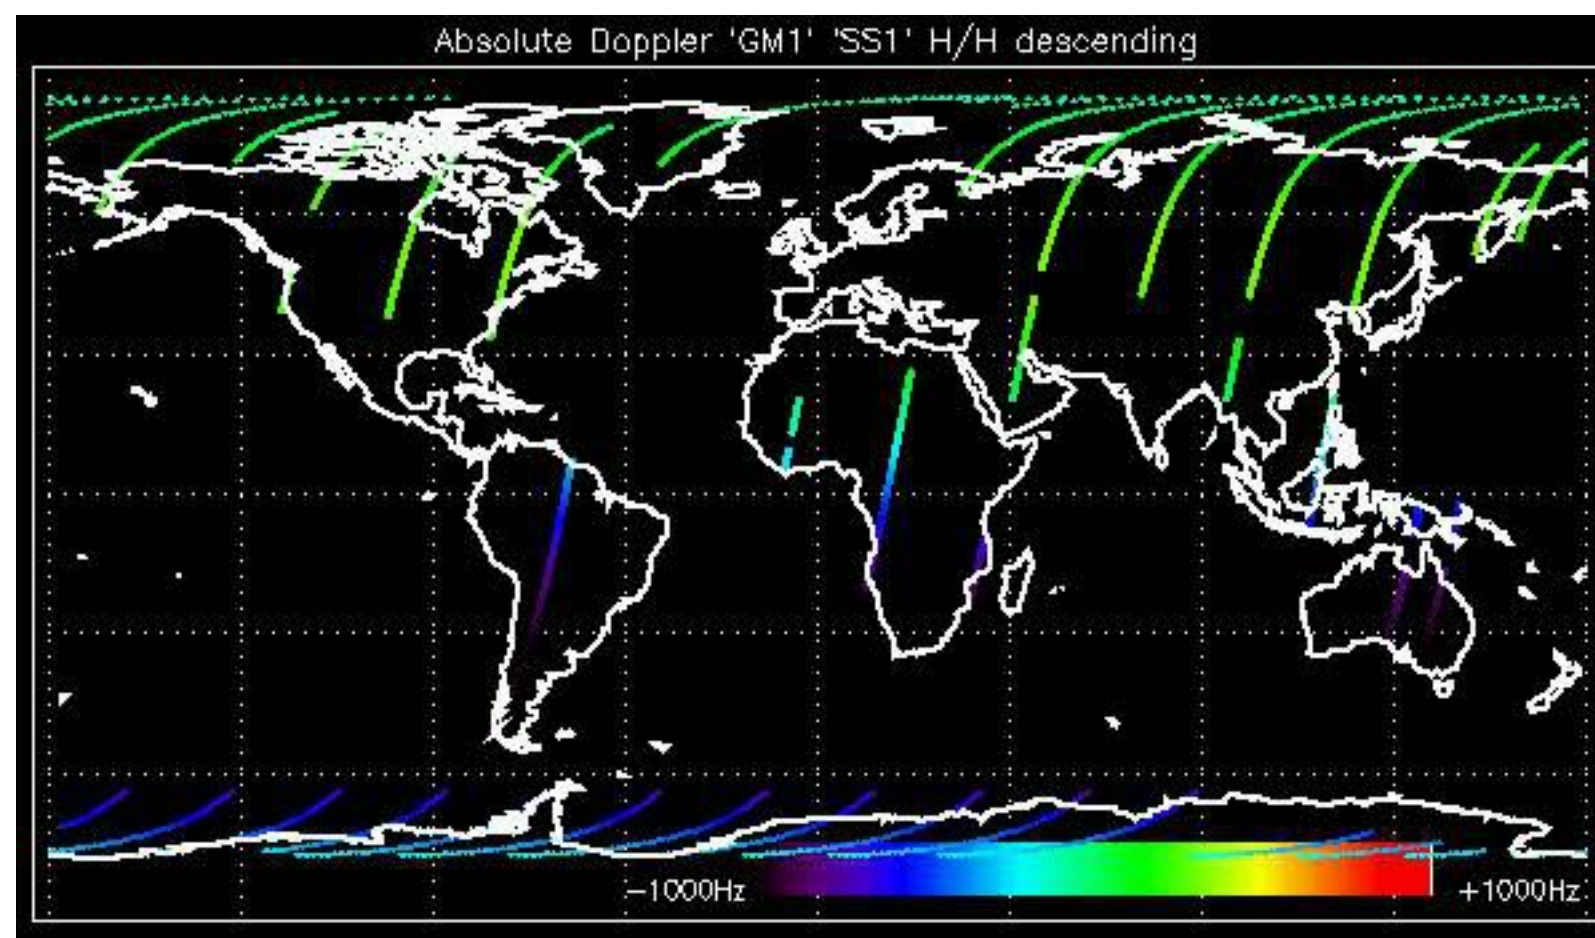 Absolute Doppler 'GM1' 'SS1' H/H descending
-1000Hz +1000Hz